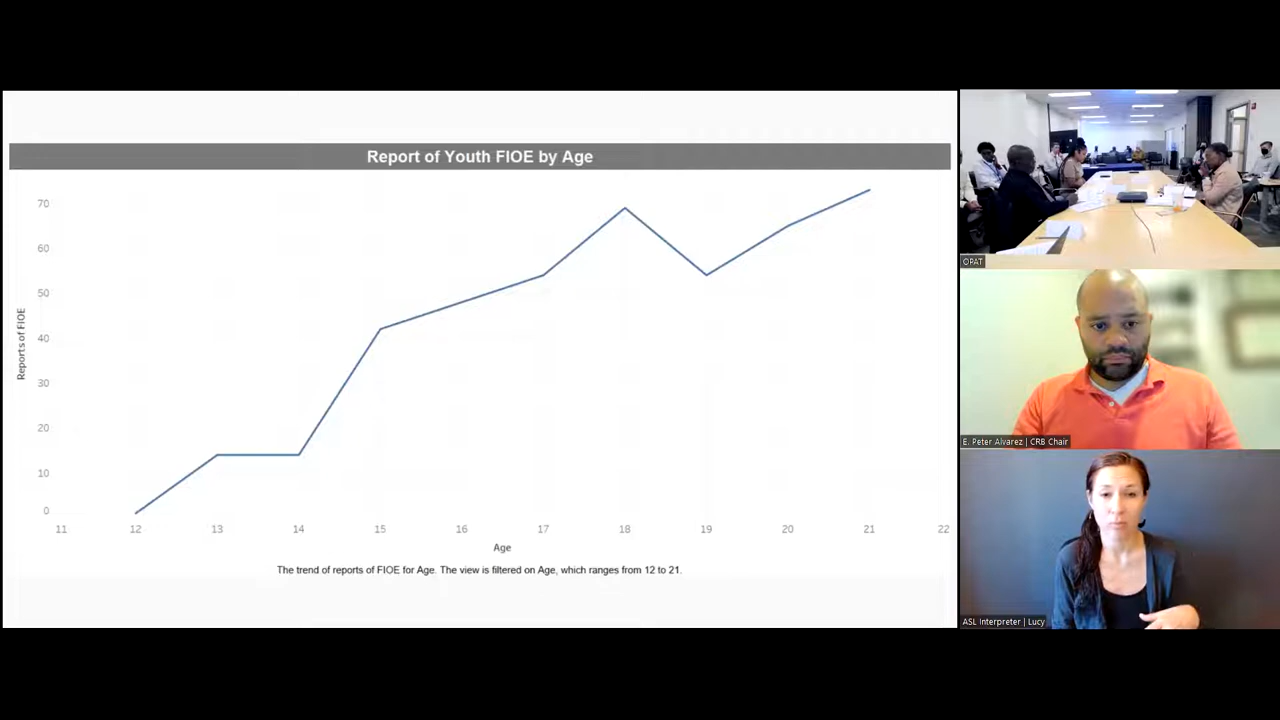 Report of Youth FIOE by Age
70
60
50
40
30
20
10
0
Reports of FIOE
11 12 13 14 15 16 17 18 19 20 21 22
Age
The trend of reports of FIOE for Age. The view is filtered on Age, which ranges from 12 to 21.
OPAT
E. Peter Alvarez | CRB Chair
ASL Interpreter | Lucy